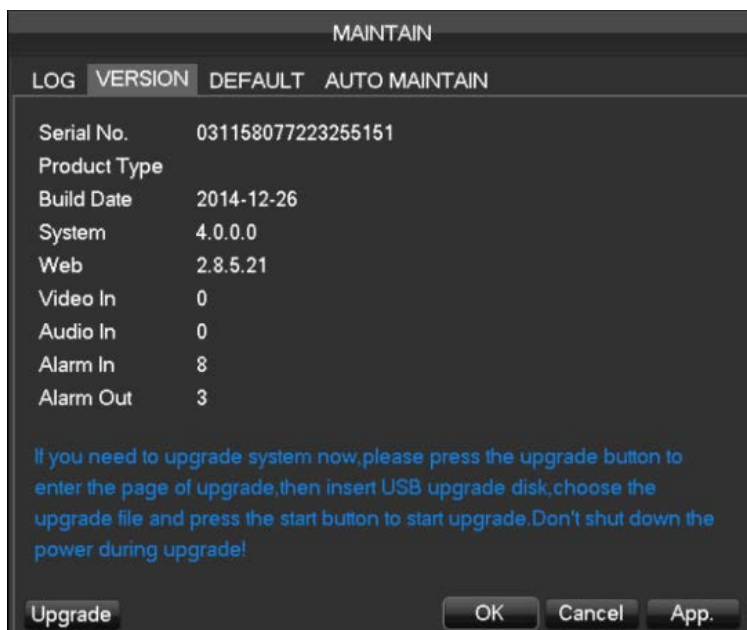 MAINTAIN
LOG VERSION DEFAULT AUTO MAINTAIN
Serial No. 031158077223255151
Product Type
Build Date 2014-12-26
System 4.0.0.0
Web 2.8.5.21
Video In 0
Audio In 0
Alarm In 8
Alarm Out 3
If you need to upgrade system now,please press the upgrade button to
enter the page of upgrade,then insert USB upgrade disk,choose the
upgrade file and press the start button to start upgrade.Don't shut down the
power during upgrade!
Upgrade OK Cancel App.